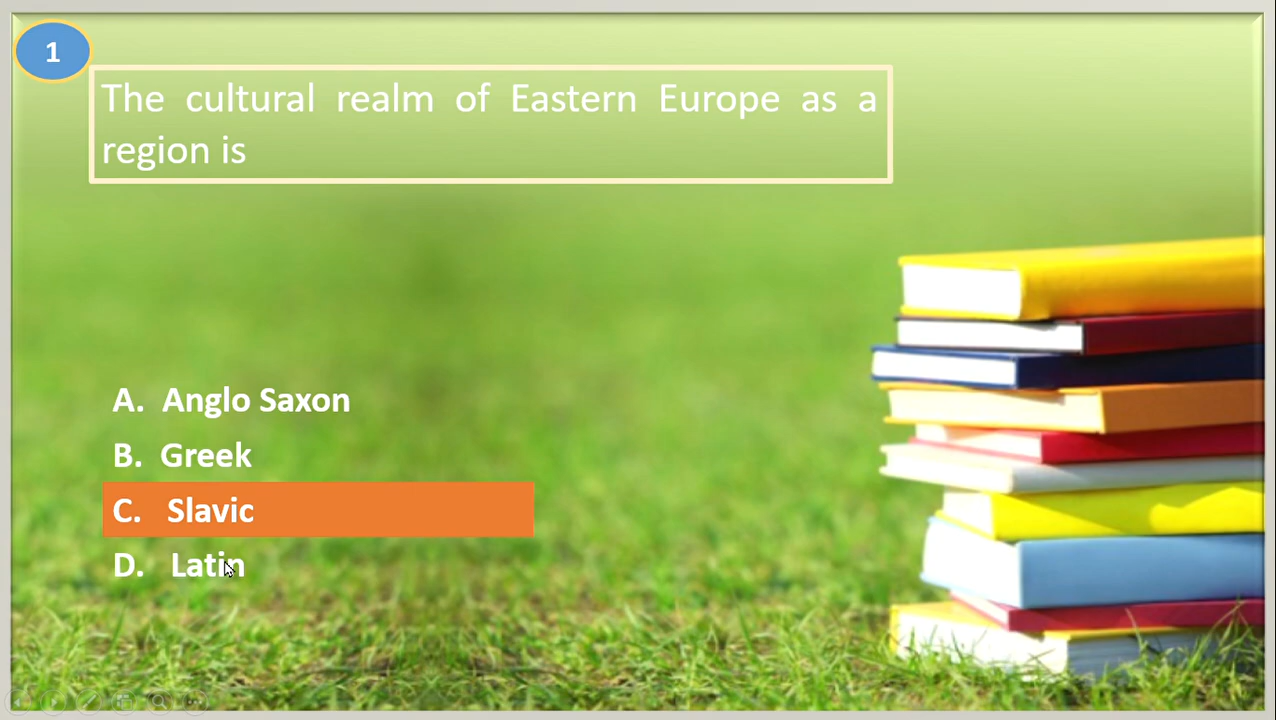 1
The cultural realm of Eastern Europe as a
region is
A. Anglo Saxon
B. Greek
C. Slavic
D. Latin